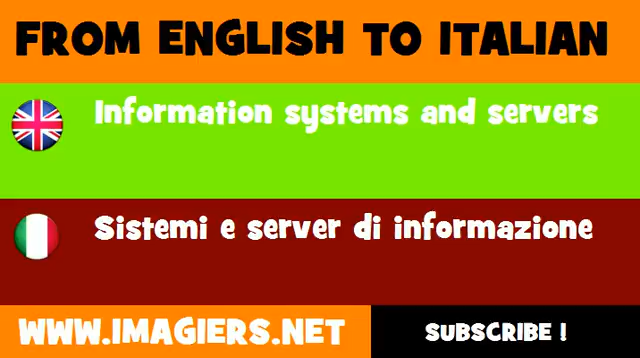 FROM ENGLISH TO ITALIAN
Information systems and servers
Sistemi e server di informazione
WWW.IMAGIERS.NET
SUBSCRIBE !